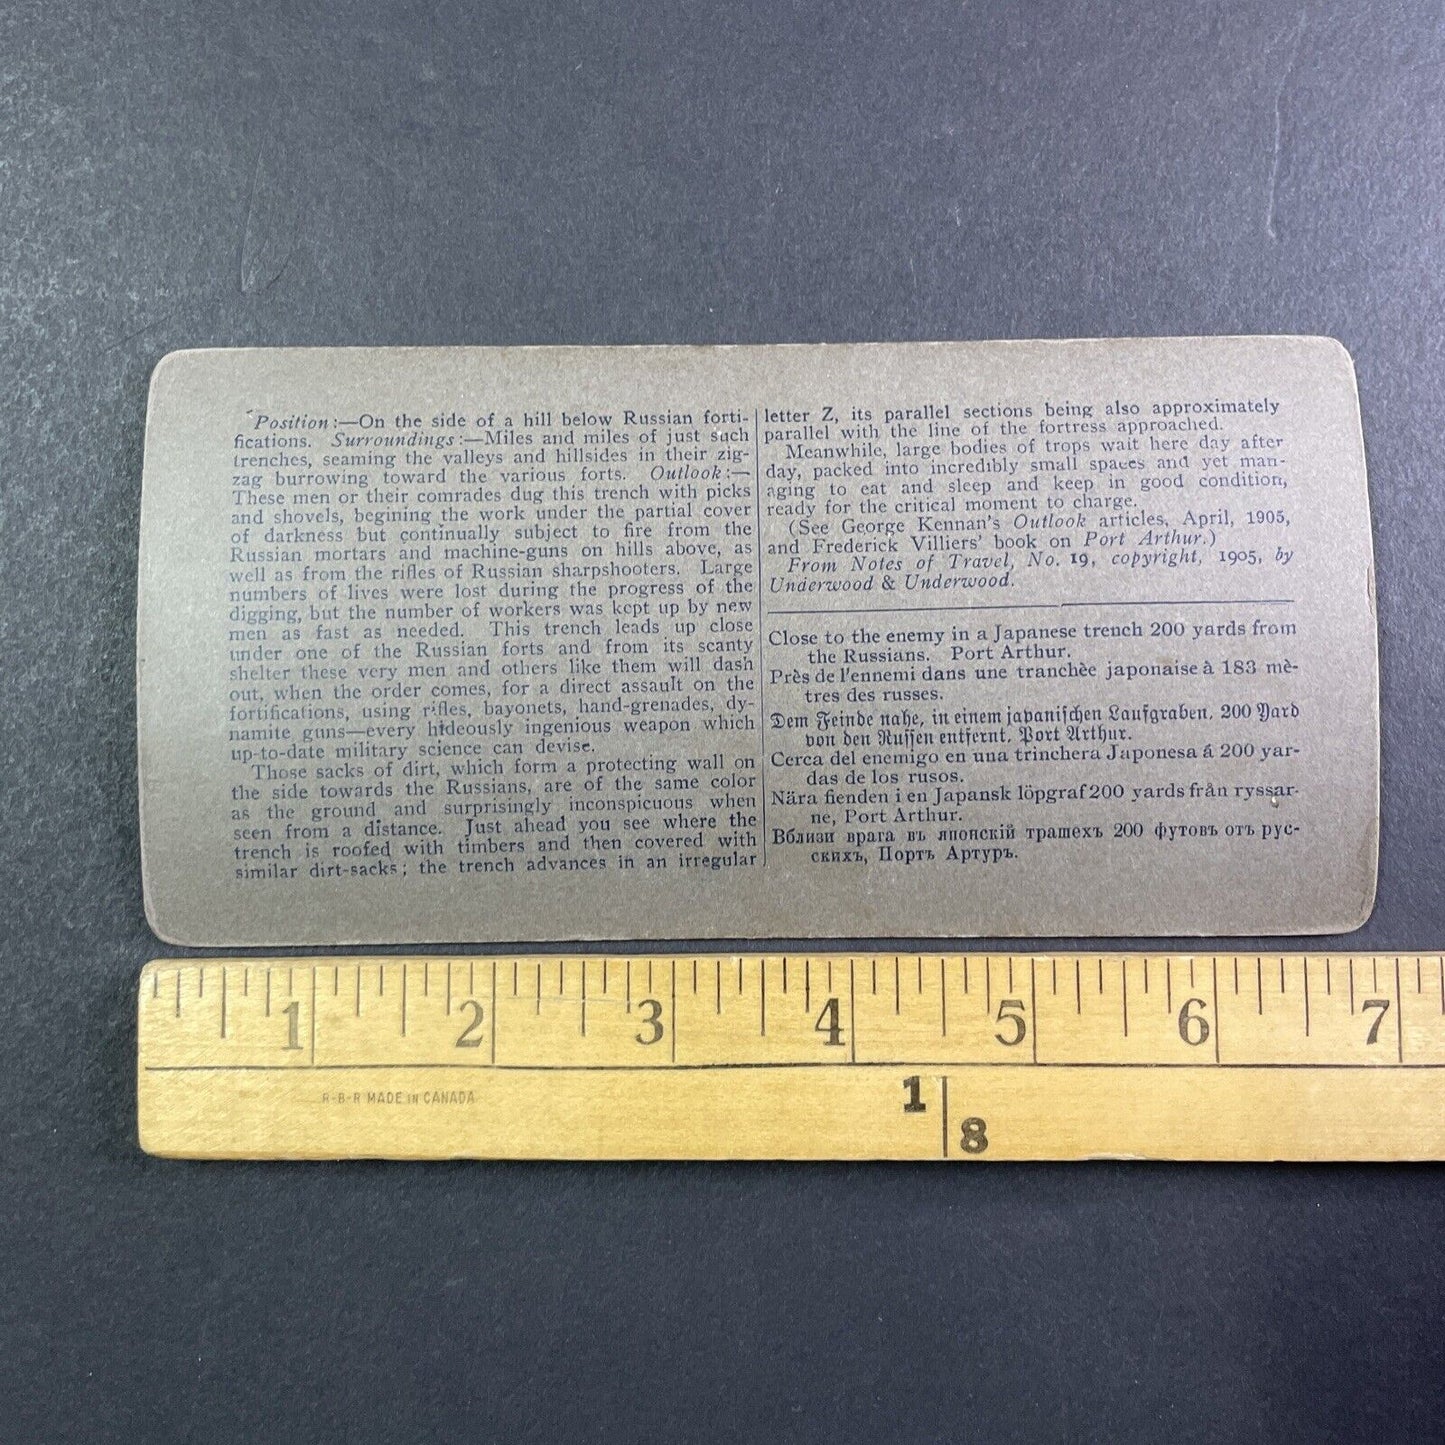 Position:—On the side of a hill below Russian forti-
fications. Surroundings:—Miles and miles of just such
trenches, seaming the valleys and hillsides in their zig-
zag burrowing toward the various forts. Outlook:—
These men or their comrades dug this trench with picks
and shovels, begining the work under the partial cover
of darkness but continually subject to fire from the
Russian mortars and machine-guns on hills above, as
well as from the rifles of Russian sharpshooters. Large
numbers of lives were lost during the progress of the
digging, but the number of workers was kept up by new
men as fast as needed. This trench leads up close
under one of the Russian forts and from its scanty
shelter these very men and others like them will dash
out, when the order comes, for a direct assault on the
fortifications, using rifles, bayonets, hand-grenades, dy-
namite guns—every hideously ingenious weapon which
up-to-date military science can devise.
Those sacks of dirt, which form a protecting wall on
the side towards the Russians, are of the same color
as the ground and surprisingly inconspicuous when
seen from a distance. Just ahead you see where the
trench is roofed with timbers and then covered with
similar dirt-sacks; the trench advances in an irregular
letter Z, its parallel sections being also approximately
parallel with the line of the fortress approached.
Meanwhile, large bodies of trops wait here day after
day, packed into incredibly small spaces and yet man-
aging to eat and sleep and keep in good condition,
ready for the critical moment to charge.
(See George Kennan's Outlook articles, April, 1905,
and Frederick Villiers' book on Port Arthur.)
From Notes of Travel, No. 19, copyright, 1905, by
Underwood & Underwood.
Close to the enemy in a Japanese trench 200 yards from
the Russians. Port Arthur.
Près de l'ennemi dans une tranchèe japonaise à 183 mè-
tres des russes.
Dem Feinde nahe, in einem japanischen Laufgraben, 200 Yard
von den Russen entfernt. Port Arthur.
Cerca del enemigo en una trinchera Japonesa á 200 yar-
das de los rusos.
Nära fienden i en Japansk löpgraf 200 yards från ryssar-
ne, Port Arthur.
Вблизи врага въ японскій трашехъ 200 футовъ отъ рус-
скихъ, Портъ Артуръ.
1 2 3 4 5 6 7
R-B-R MADE IN CANADA
1
8